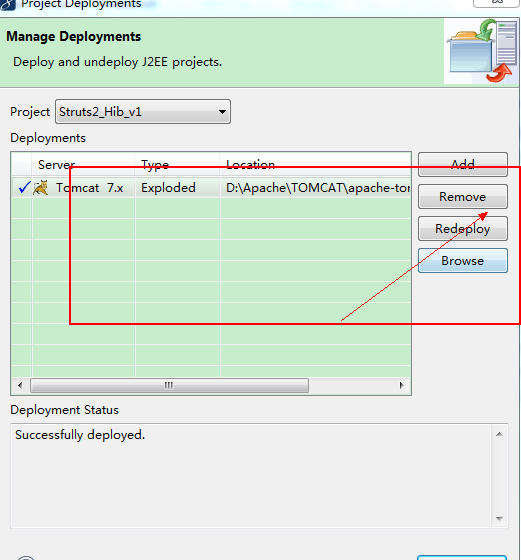 Project Deployments
Manage Deployments
Deploy and undeploy J2EE projects.
Project Struts2_Hib_v1
Deployments
Server Type Location
Tomcat 7.x Exploded D:\Apache\TOMCAT\apache-tom
Add
Remove
Redeploy
Browse
Deployment Status
Successfully deployed.